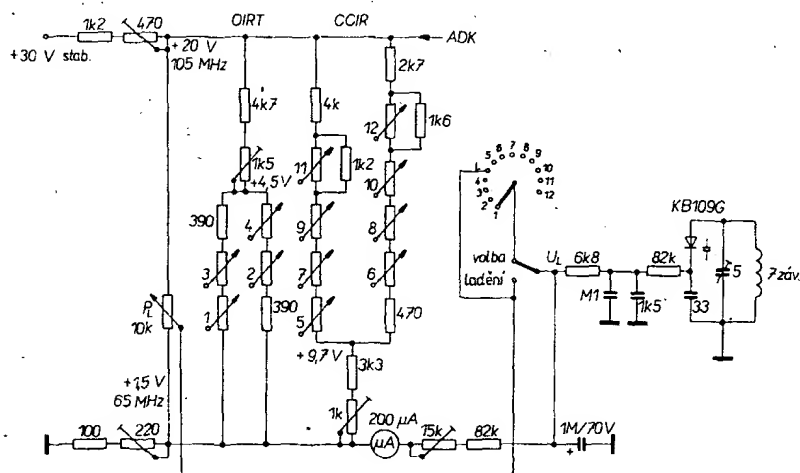 OIRT CCIR
1k2 470
+30 V stab.
+20 V
105 MHz
ADK
2k7
4k7
4k
12
1k6
1k5
+4,5 V
11
1k2
10
390
4
9
8
3
2
7
6
1
390
5
470
P_L
10k
+9,7 V
3k3
+1,5 V
65 MHz
1k
200 µA
100 220
µA
15k 82k
1M/70V
+
1 2 3 4 5 6 7 8 9 10 11 12
L
volba
ladění
U_L
6k8
M1
1k5
82k
KB109G
33
5
7 záv.